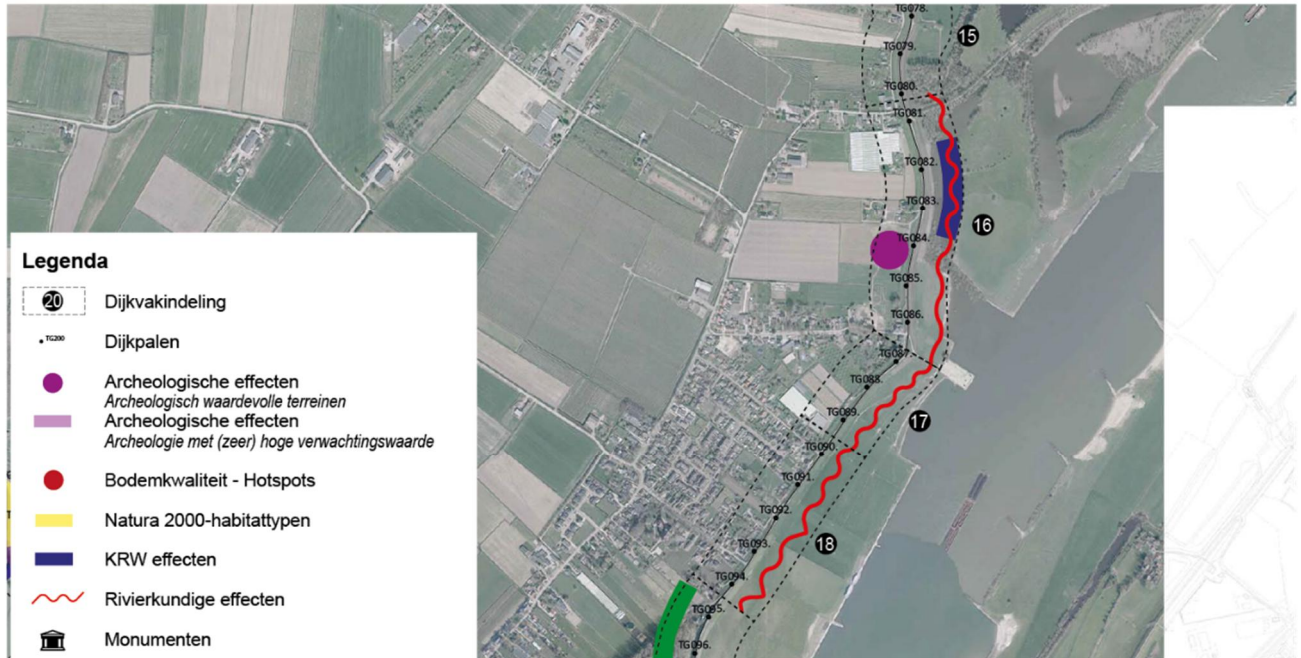 TG078.
15
TG079.
TG080.
TG081.
TG082.
TG083.
16
TG084.
TG085.
TG086.
TG087.
TG088.
TG089.
17
TG090.
TG091.
TG092.
18
TG093.
TG094.
TG095.
TG096.
Legenda
20 Dijkvakindeling
TG200 Dijkpalen
Archeologische effecten
Archeologisch waardevolle terreinen
Archeologische effecten
Archeologie met (zeer) hoge verwachtingswaarde
Bodemkwaliteit - Hotspots
Natura 2000-habitattypen
KRW effecten
Rivierkundige effecten
Monumenten